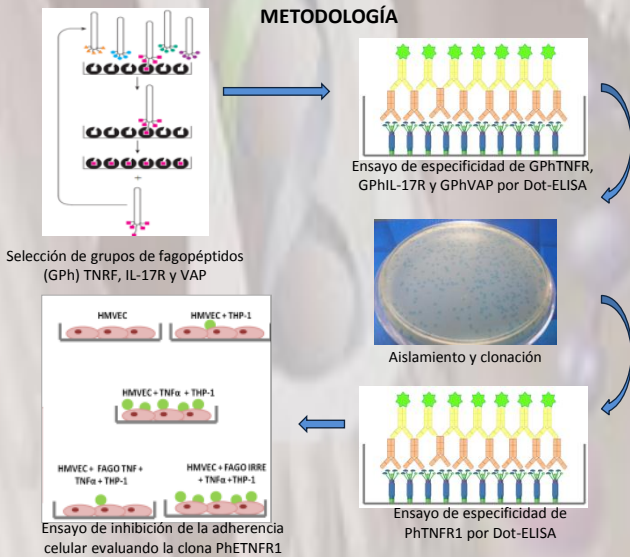 METODOLOGÍA
Selección de grupos de fagopéptidos
(GPh) TNRF, IL-17R y VAP
Ensayo de especificidad de GPhTNFR,
GPhIL-17R y GPhVAP por Dot-ELISA
Aislamiento y clonación
Ensayo de especificidad de
PhTNFR1 por Dot-ELISA
HMVEC
HMVEC + THP-1
HMVEC + TNFα + THP-1
HMVEC + FAGO TNF +
TNFα + THP-1
HMVEC + FAGO IRRE
+ TNFα +THP-1
Ensayo de inhibición de la adherencia
celular evaluando la clona PhETNFR1